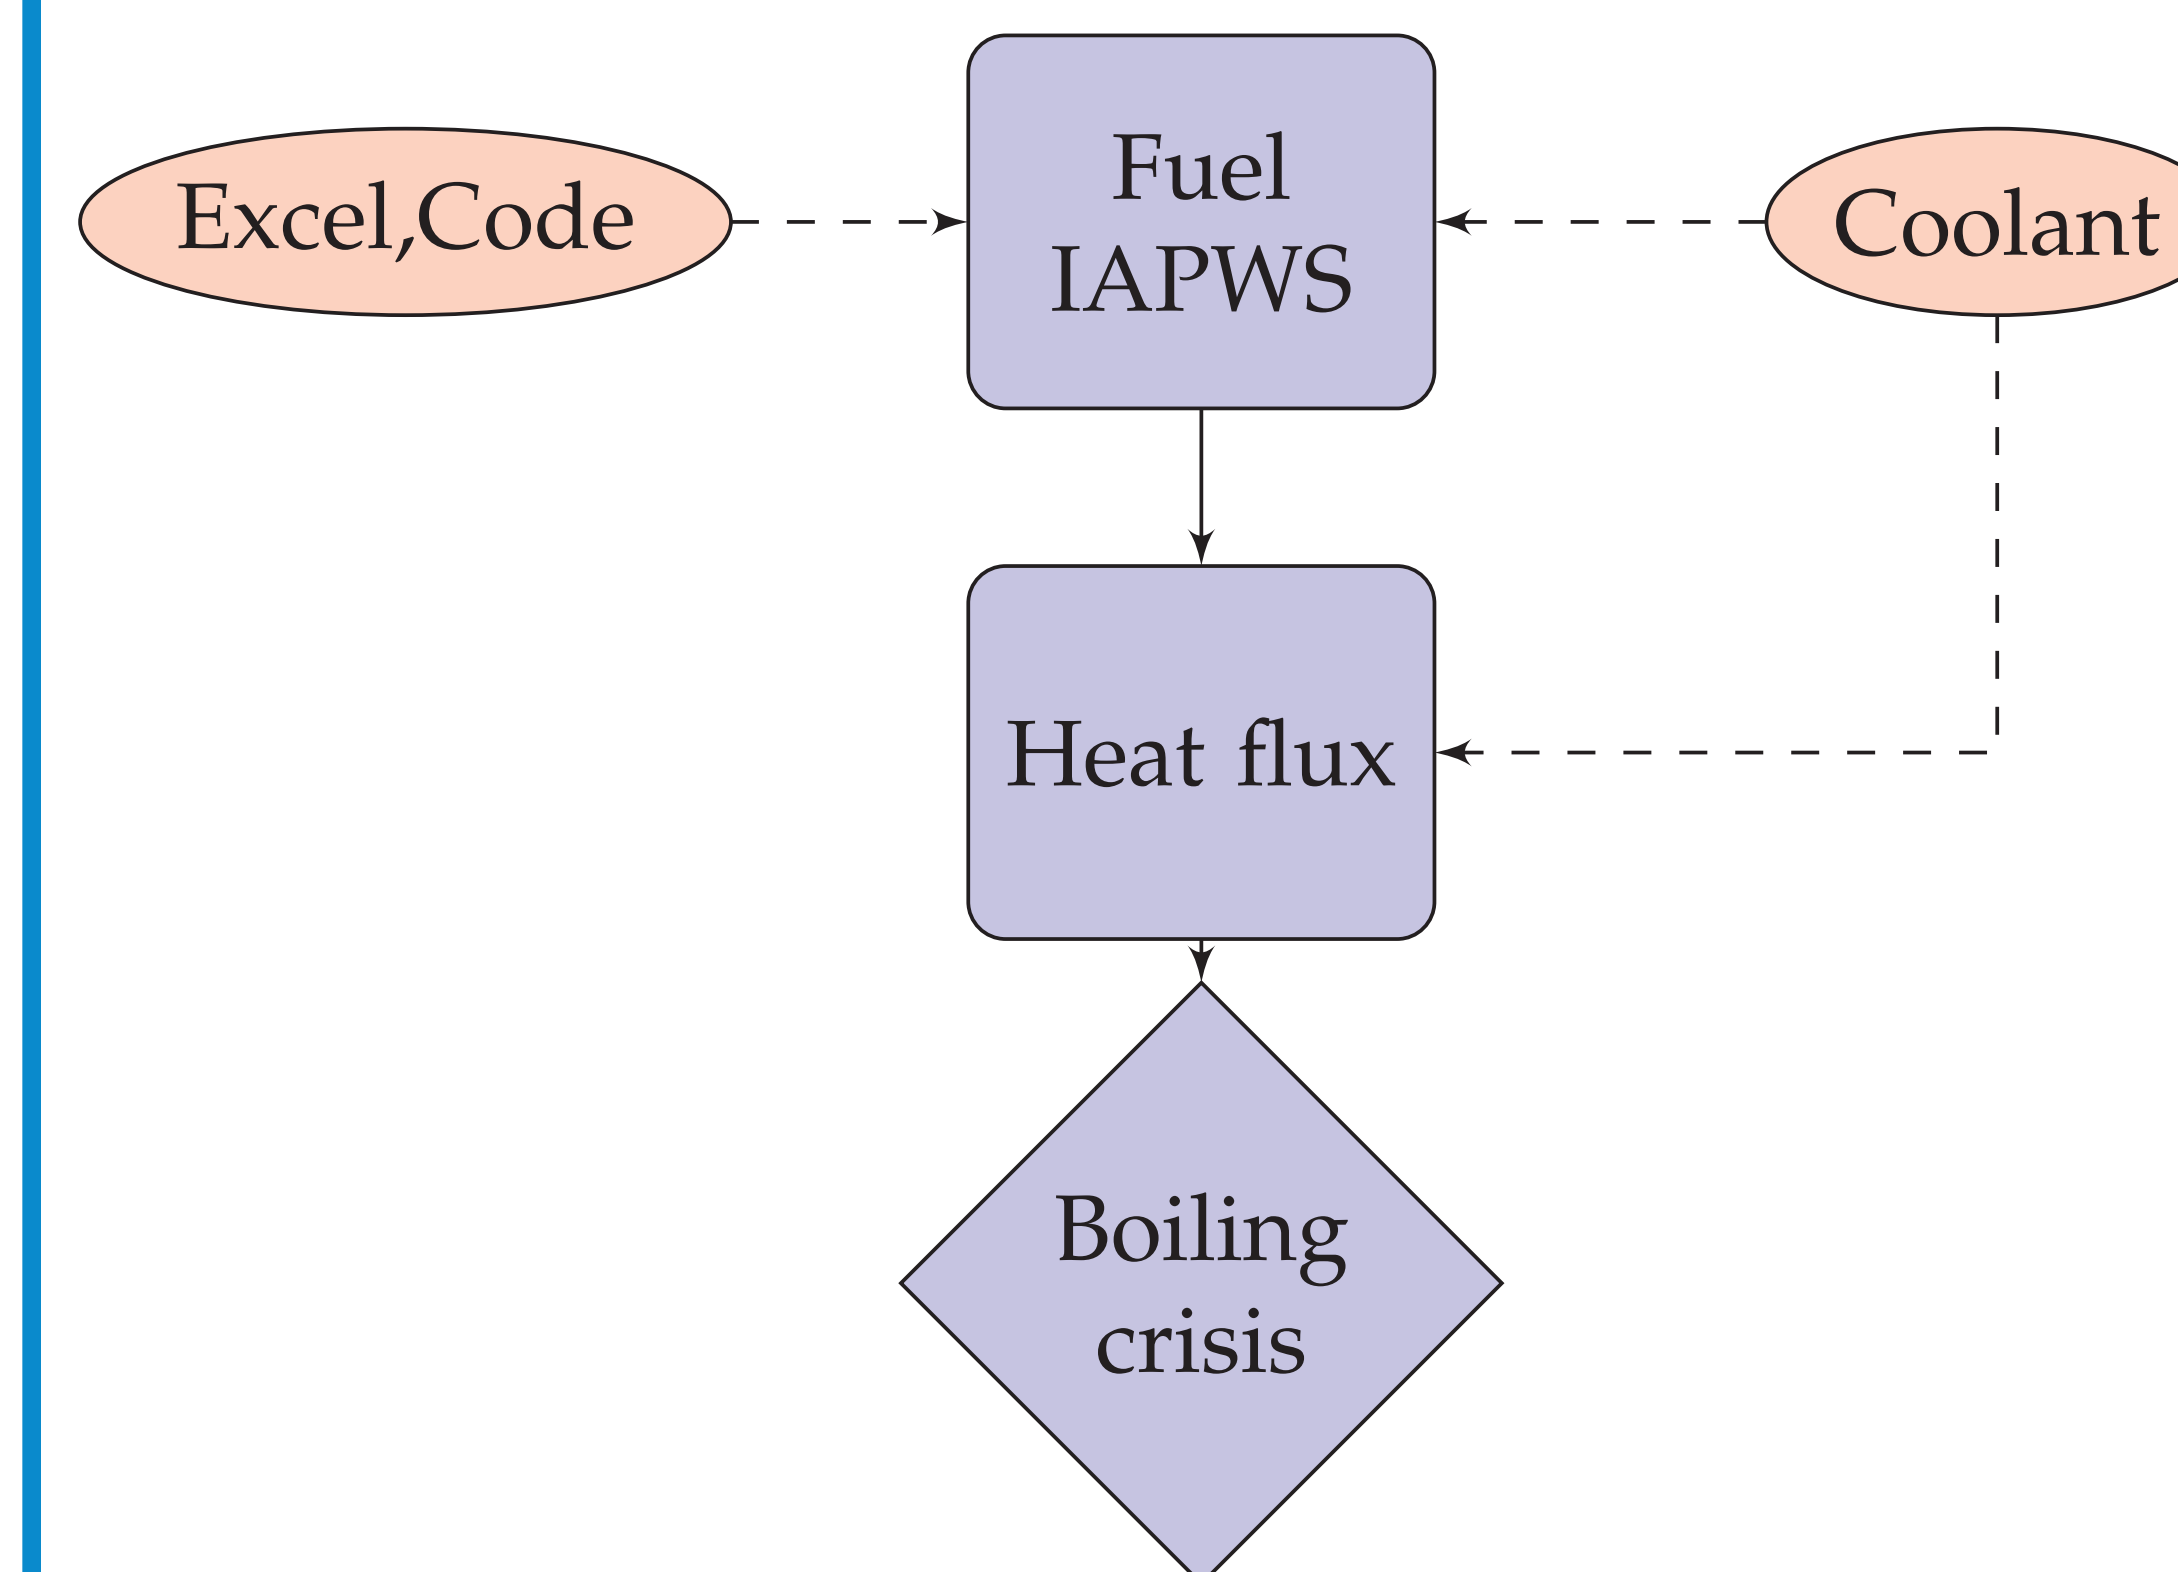 Excel,Code
Fuel
IAPWS
Coolant
Heat flux
Boiling
crisis